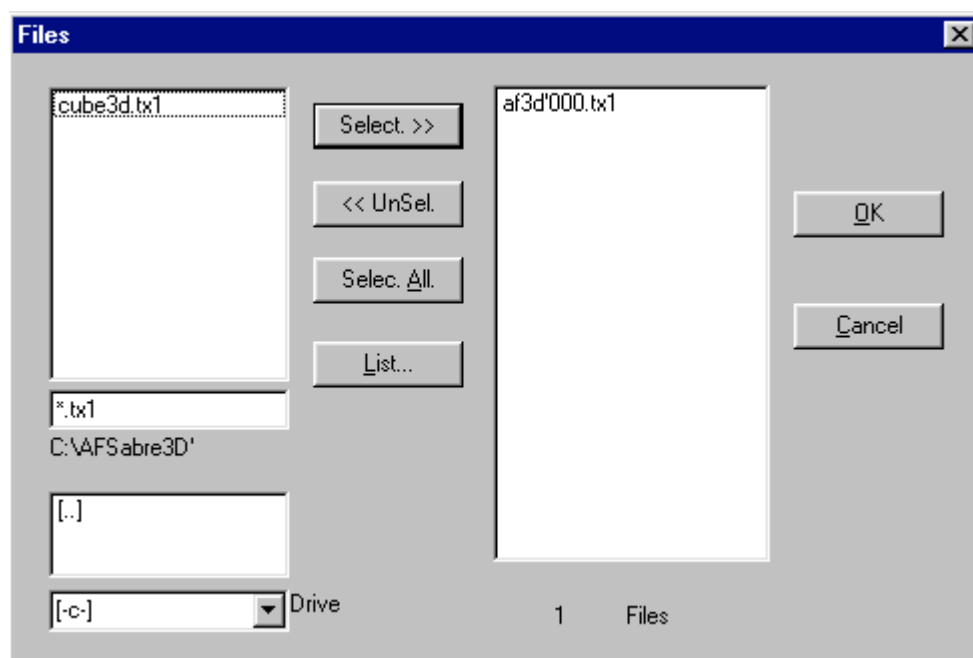 Files
cube3d.tx1
Select. >>
<< UnSel.
Selec. All.
List...
*.tx1
C:\AFSabre3D'
[..]
[-c-]
Drive
af3d'000.tx1
1 Files
OK
Cancel